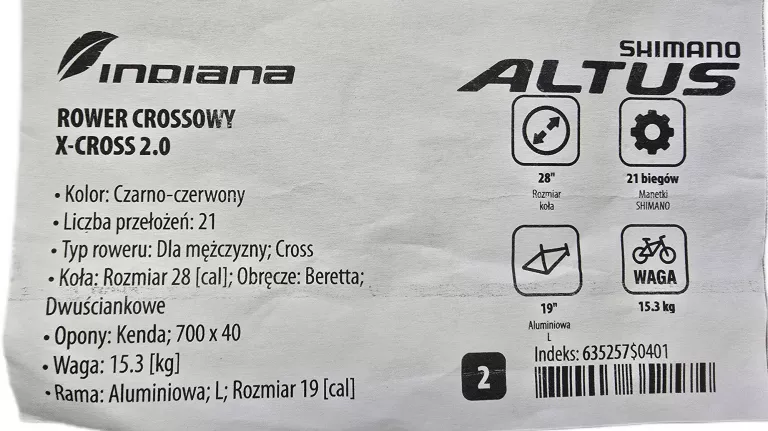 INDIANA
SHIMANO
ALTUS
ROWER CROSSOWY
X-CROSS 2.0
• Kolor: Czarno-czerwony
• Liczba przełożeń: 21
• Typ roweru: Dla mężczyzny; Cross
• Koła: Rozmiar 28 [cal]; Obręcze: Beretta;
Dwuściankowe
• Opony: Kenda; 700 x 40
• Waga: 15.3 [kg]
• Rama: Aluminiowa; L; Rozmiar 19 [cal]
28"
Rozmiar
koła
21 biegów
Manetki
SHIMANO
19"
Aluminiowa
L
WAGA
15.3 kg
2
Indeks: 635257$0401